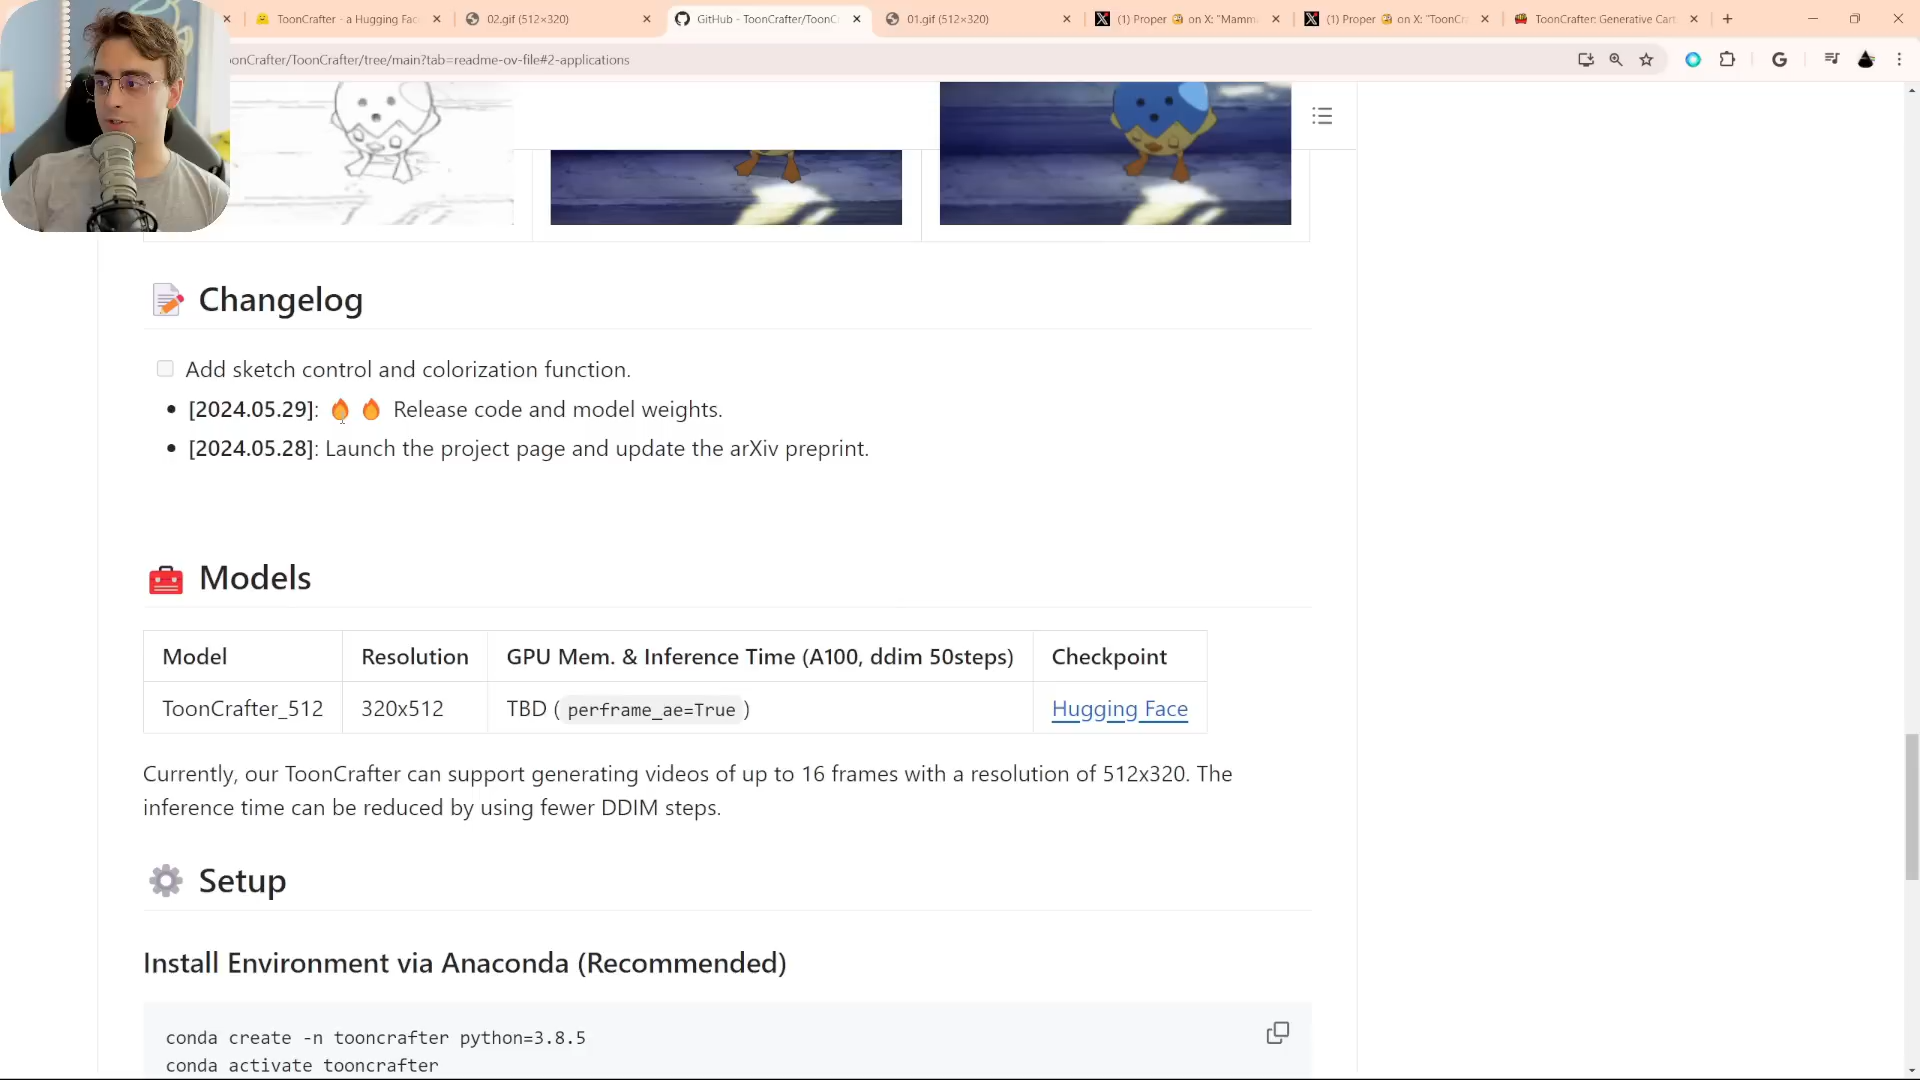 ToonCrafter - a Hugging Fac
02.gif (512×320)
GitHub - ToonCrafter/ToonC
01.gif (512×320)
(1) Proper 🧐 on X: "Mamm
(1) Proper 🧐 on X: "ToonCr
ToonCrafter: Generative Cart
onCrafter/ToonCrafter/tree/main?tab=readme-ov-file#2-applications
📝 Changelog
Add sketch control and colorization function.
[2024.05.29]: 🔥🔥 Release code and model weights.
[2024.05.28]: Launch the project page and update the arXiv preprint.
🧰 Models
Model Resolution GPU Mem. & Inference Time (A100, ddim 50steps) Checkpoint
ToonCrafter_512 320x512 TBD (perframe_ae=True) Hugging Face
Currently, our ToonCrafter can support generating videos of up to 16 frames with a resolution of 512x320. The
inference time can be reduced by using fewer DDIM steps.
⚙️ Setup
Install Environment via Anaconda (Recommended)
conda create -n tooncrafter python=3.8.5
conda activate tooncrafter